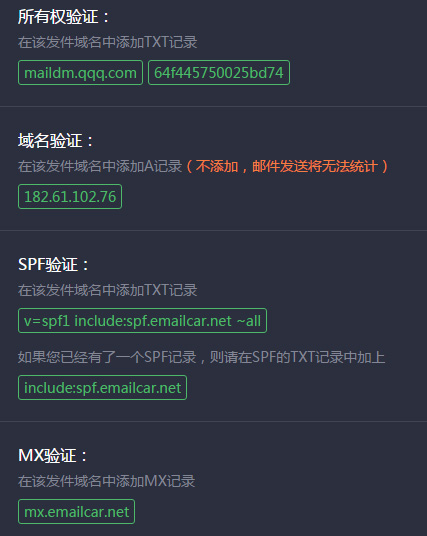 所有权验证：
在该发件域名中添加TXT记录
maildm.qqq.com 64f445750025bd74
域名验证：
在该发件域名中添加A记录（不添加，邮件发送将无法统计）
182.61.102.76
SPF验证：
在该发件域名中添加TXT记录
v=spf1 include:spf.emailcar.net ~all
如果您已经有了一个SPF记录，则请在SPF的TXT记录中加上
include:spf.emailcar.net
MX验证：
在该发件域名中添加MX记录
mx.emailcar.net